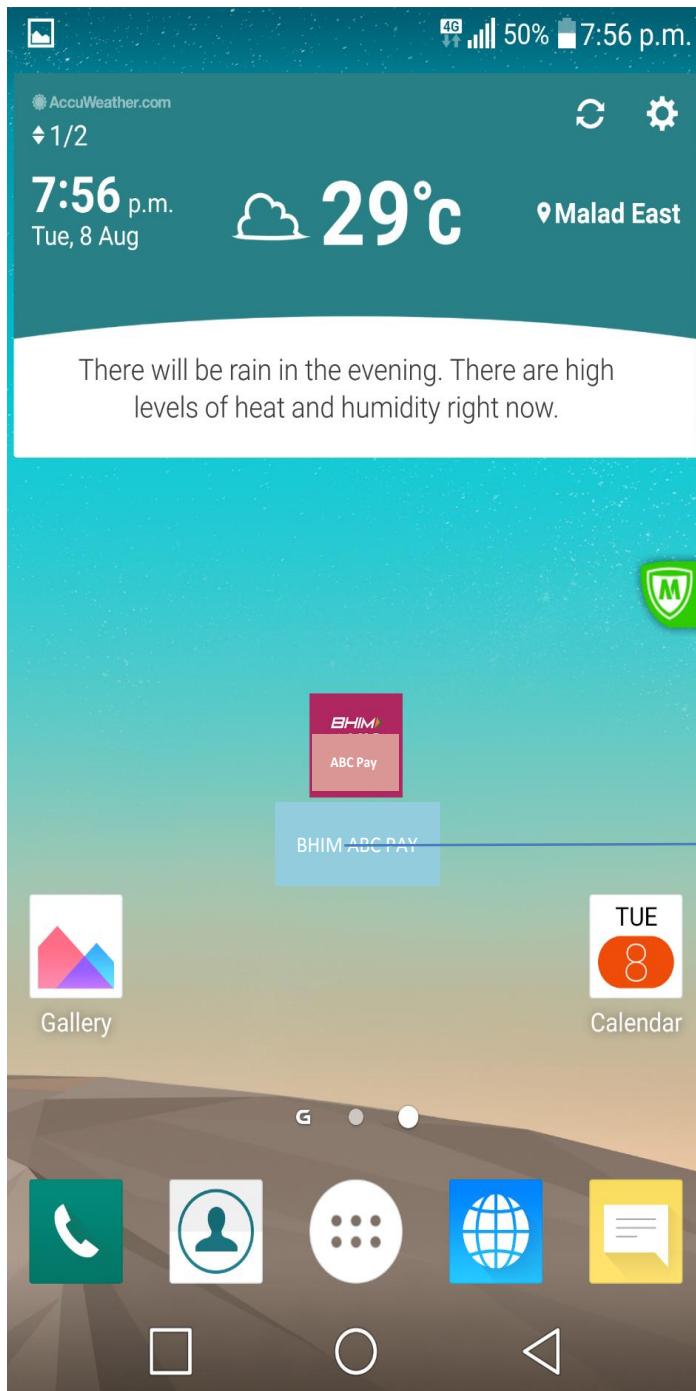 4G 50% 7:56 p.m.
AccuWeather.com
1/2
7:56 p.m.
Tue, 8 Aug
29°c
Malad East
There will be rain in the evening. There are high
levels of heat and humidity right now.
M
BHIM
ABC Pay
BHIM ABC PAY
TUE
8
Gallery
Calendar
G